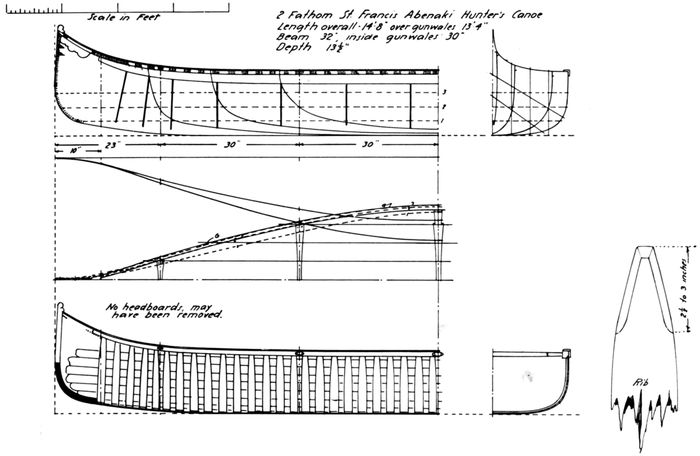 Scale in Feet
2 Fathom St. Francis Abenaki Hunter's Canoe
Length overall-14'8" over gunwales 13'4"
Beam 32", inside gunwales 30"
Depth 13½"
3
2
1
10"
23"
30"
30"
No headboards, may
have been removed.
2½ to 3 inches
Rib